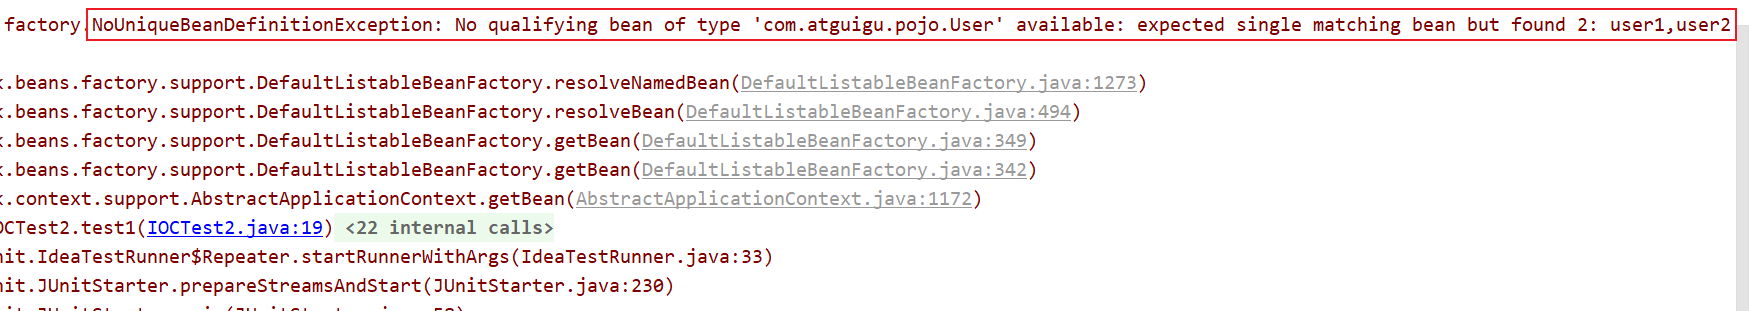 factory.NoUniqueBeanDefinitionException: No qualifying bean of type 'com.atguigu.pojo.User' available: expected single matching bean but found 2: user1,user2
k.beans.factory.support.DefaultListableBeanFactory.resolveNamedBean(DefaultListableBeanFactory.java:1273)
k.beans.factory.support.DefaultListableBeanFactory.resolveBean(DefaultListableBeanFactory.java:494)
k.beans.factory.support.DefaultListableBeanFactory.getBean(DefaultListableBeanFactory.java:349)
k.beans.factory.support.DefaultListableBeanFactory.getBean(DefaultListableBeanFactory.java:342)
k.context.support.AbstractApplicationContext.getBean(AbstractApplicationContext.java:1172)
OCTest2.test1(IOCTest2.java:19) <22 internal calls>
nit.IdeaTestRunner$Repeater.startRunnerWithArgs(IdeaTestRunner.java:33)
nit.JUnitStarter.prepareStreamsAndStart(JUnitStarter.java:230)